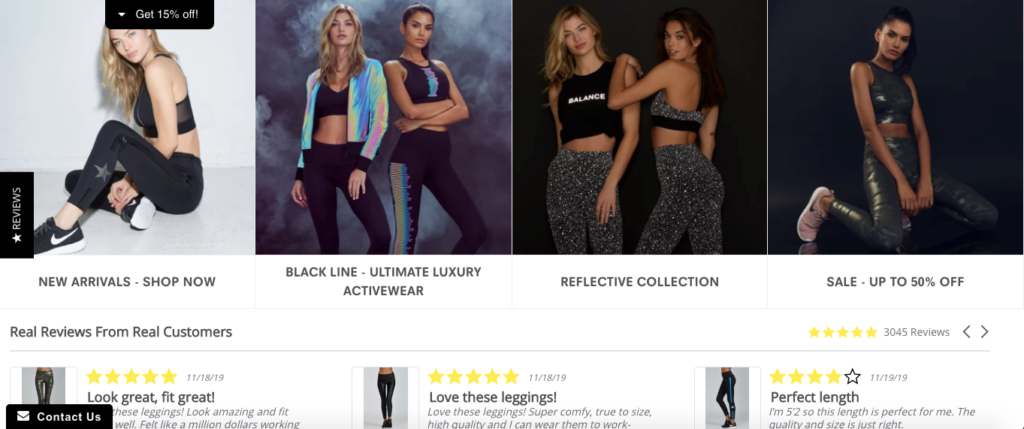 Get 15% off!
BALANCE
★ REVIEWS
NEW ARRIVALS - SHOP NOW
BLACK LINE - ULTIMATE LUXURY
ACTIVEWEAR
REFLECTIVE COLLECTION
SALE - UP TO 50% OFF
Real Reviews From Real Customers
3045 Reviews
11/18/19
Look great, fit great!
these leggings! Look amazing and fit
well. Felt like a million dollars working
11/18/19
Love these leggings!
Love these leggings! Super comfy, true to size,
high quality and I can wear them to work-
11/19/19
Perfect length
I'm 5'2 so this length is perfect for me. The
quality and size is just right.
Contact Us